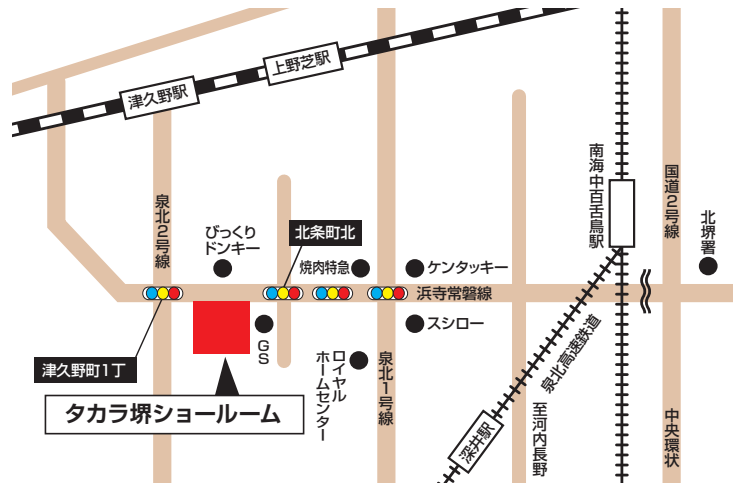 上野芝駅
津久野駅
南海中百舌鳥駅
国道2号線
泉北2号線
びっくり
ドンキー
北条町北
北堺署
焼肉特急
ケンタッキー
浜寺常磐線
GS
スシロー
津久野町1丁
ロイヤル
ホームセンター
泉北1号線
泉北高速鉄道
タカラ堺ショールーム
深井駅
至河内長野
中央環状